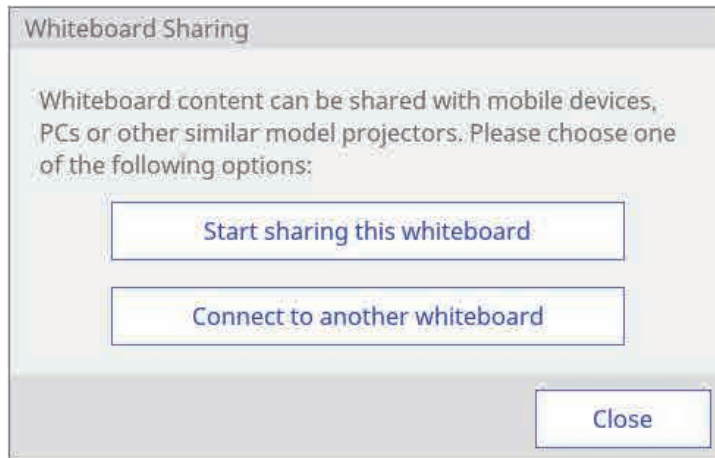 Whiteboard Sharing
Whiteboard content can be shared with mobile devices,
PCs or other similar model projectors. Please choose one
of the following options:
Start sharing this whiteboard
Connect to another whiteboard
Close